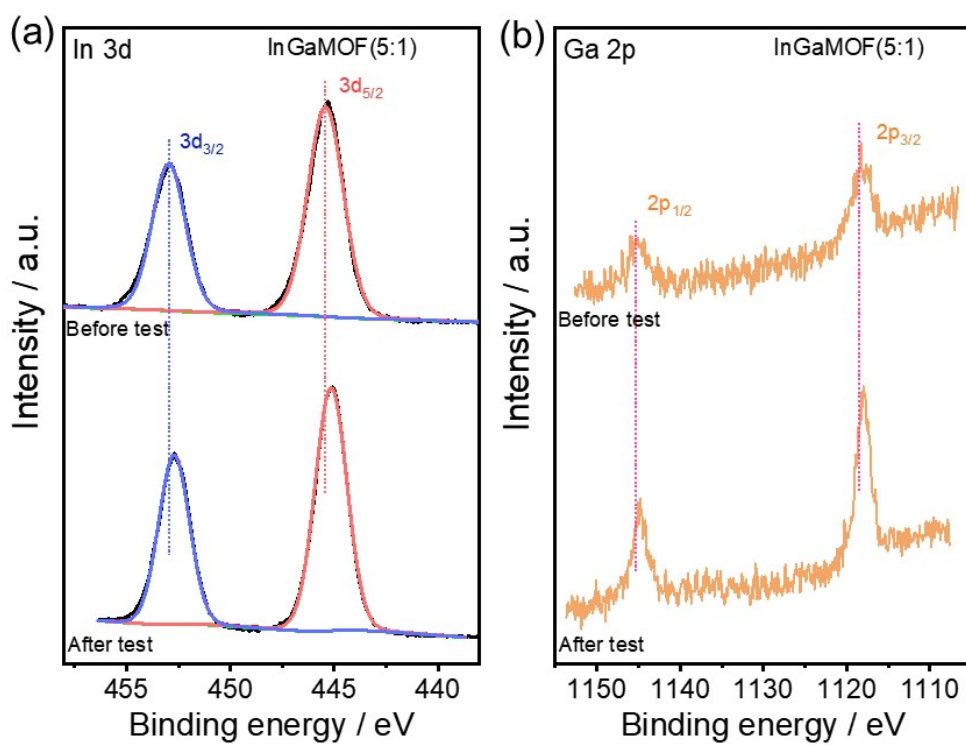 (a)
In 3d
InGaMOF(5:1)
3d5/2
3d3/2
Before test
After test
Intensity / a.u.
455
450
445
440
Binding energy / eV
(b)
Ga 2p
InGaMOF(5:1)
2p3/2
2p1/2
Before test
After test
Intensity / a.u.
1150
1140
1130
1120
1110
Binding energy / eV